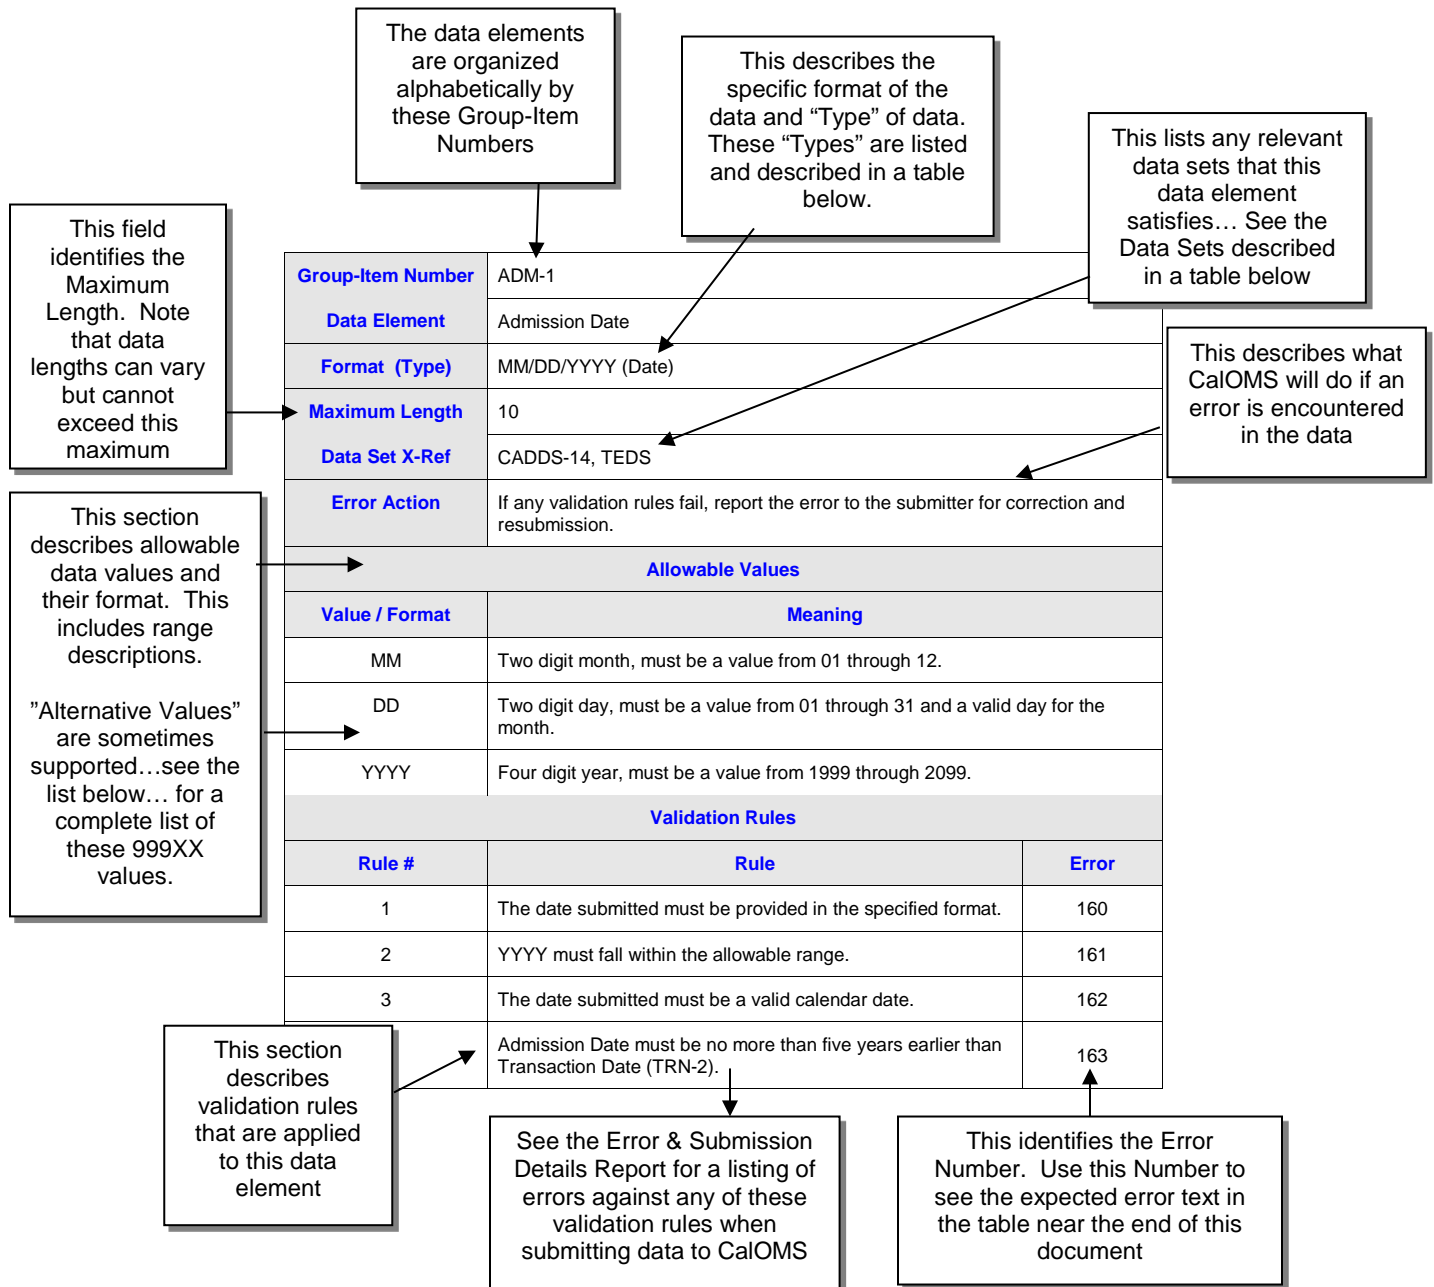 The data elements
are organized
alphabetically by
these Group-Item
Numbers
This describes the
specific format of the
data and “Type” of data.
These “Types” are listed
and described in a table
below.
This lists any relevant
data sets that this
data element
satisfies… See the
Data Sets described
in a table below
This field
identifies the
Maximum
Length.  Note
that data
lengths can vary
but cannot
exceed this
maximum
This describes what
CalOMS will do if an
error is encountered
in the data
This section
describes allowable
data values and
their format.  This
includes range
descriptions.
”Alternative Values”
are sometimes
supported…see the
list below… for a
complete list of
these 999XX
values.
Group-Item Number ADM-1
Data Element Admission Date
Format  (Type) MM/DD/YYYY (Date)
Maximum Length 10
Data Set X-Ref CADDS-14, TEDS
Error Action If any validation rules fail, report the error to the submitter for correction and
resubmission.
Allowable Values
Value / Format Meaning
MM Two digit month, must be a value from 01 through 12.
DD Two digit day, must be a value from 01 through 31 and a valid day for the
month.
YYYY Four digit year, must be a value from 1999 through 2099.
Validation Rules
Rule # Rule Error
1 The date submitted must be provided in the specified format. 160
2 YYYY must fall within the allowable range. 161
3 The date submitted must be a valid calendar date. 162
Admission Date must be no more than five years earlier than
Transaction Date (TRN-2). 163
This section
describes
validation rules
that are applied
to this data
element
See the Error & Submission
Details Report for a listing of
errors against any of these
validation rules when
submitting data to CalOMS
This identifies the Error
Number.  Use this Number to
see the expected error text in
the table near the end of this
document